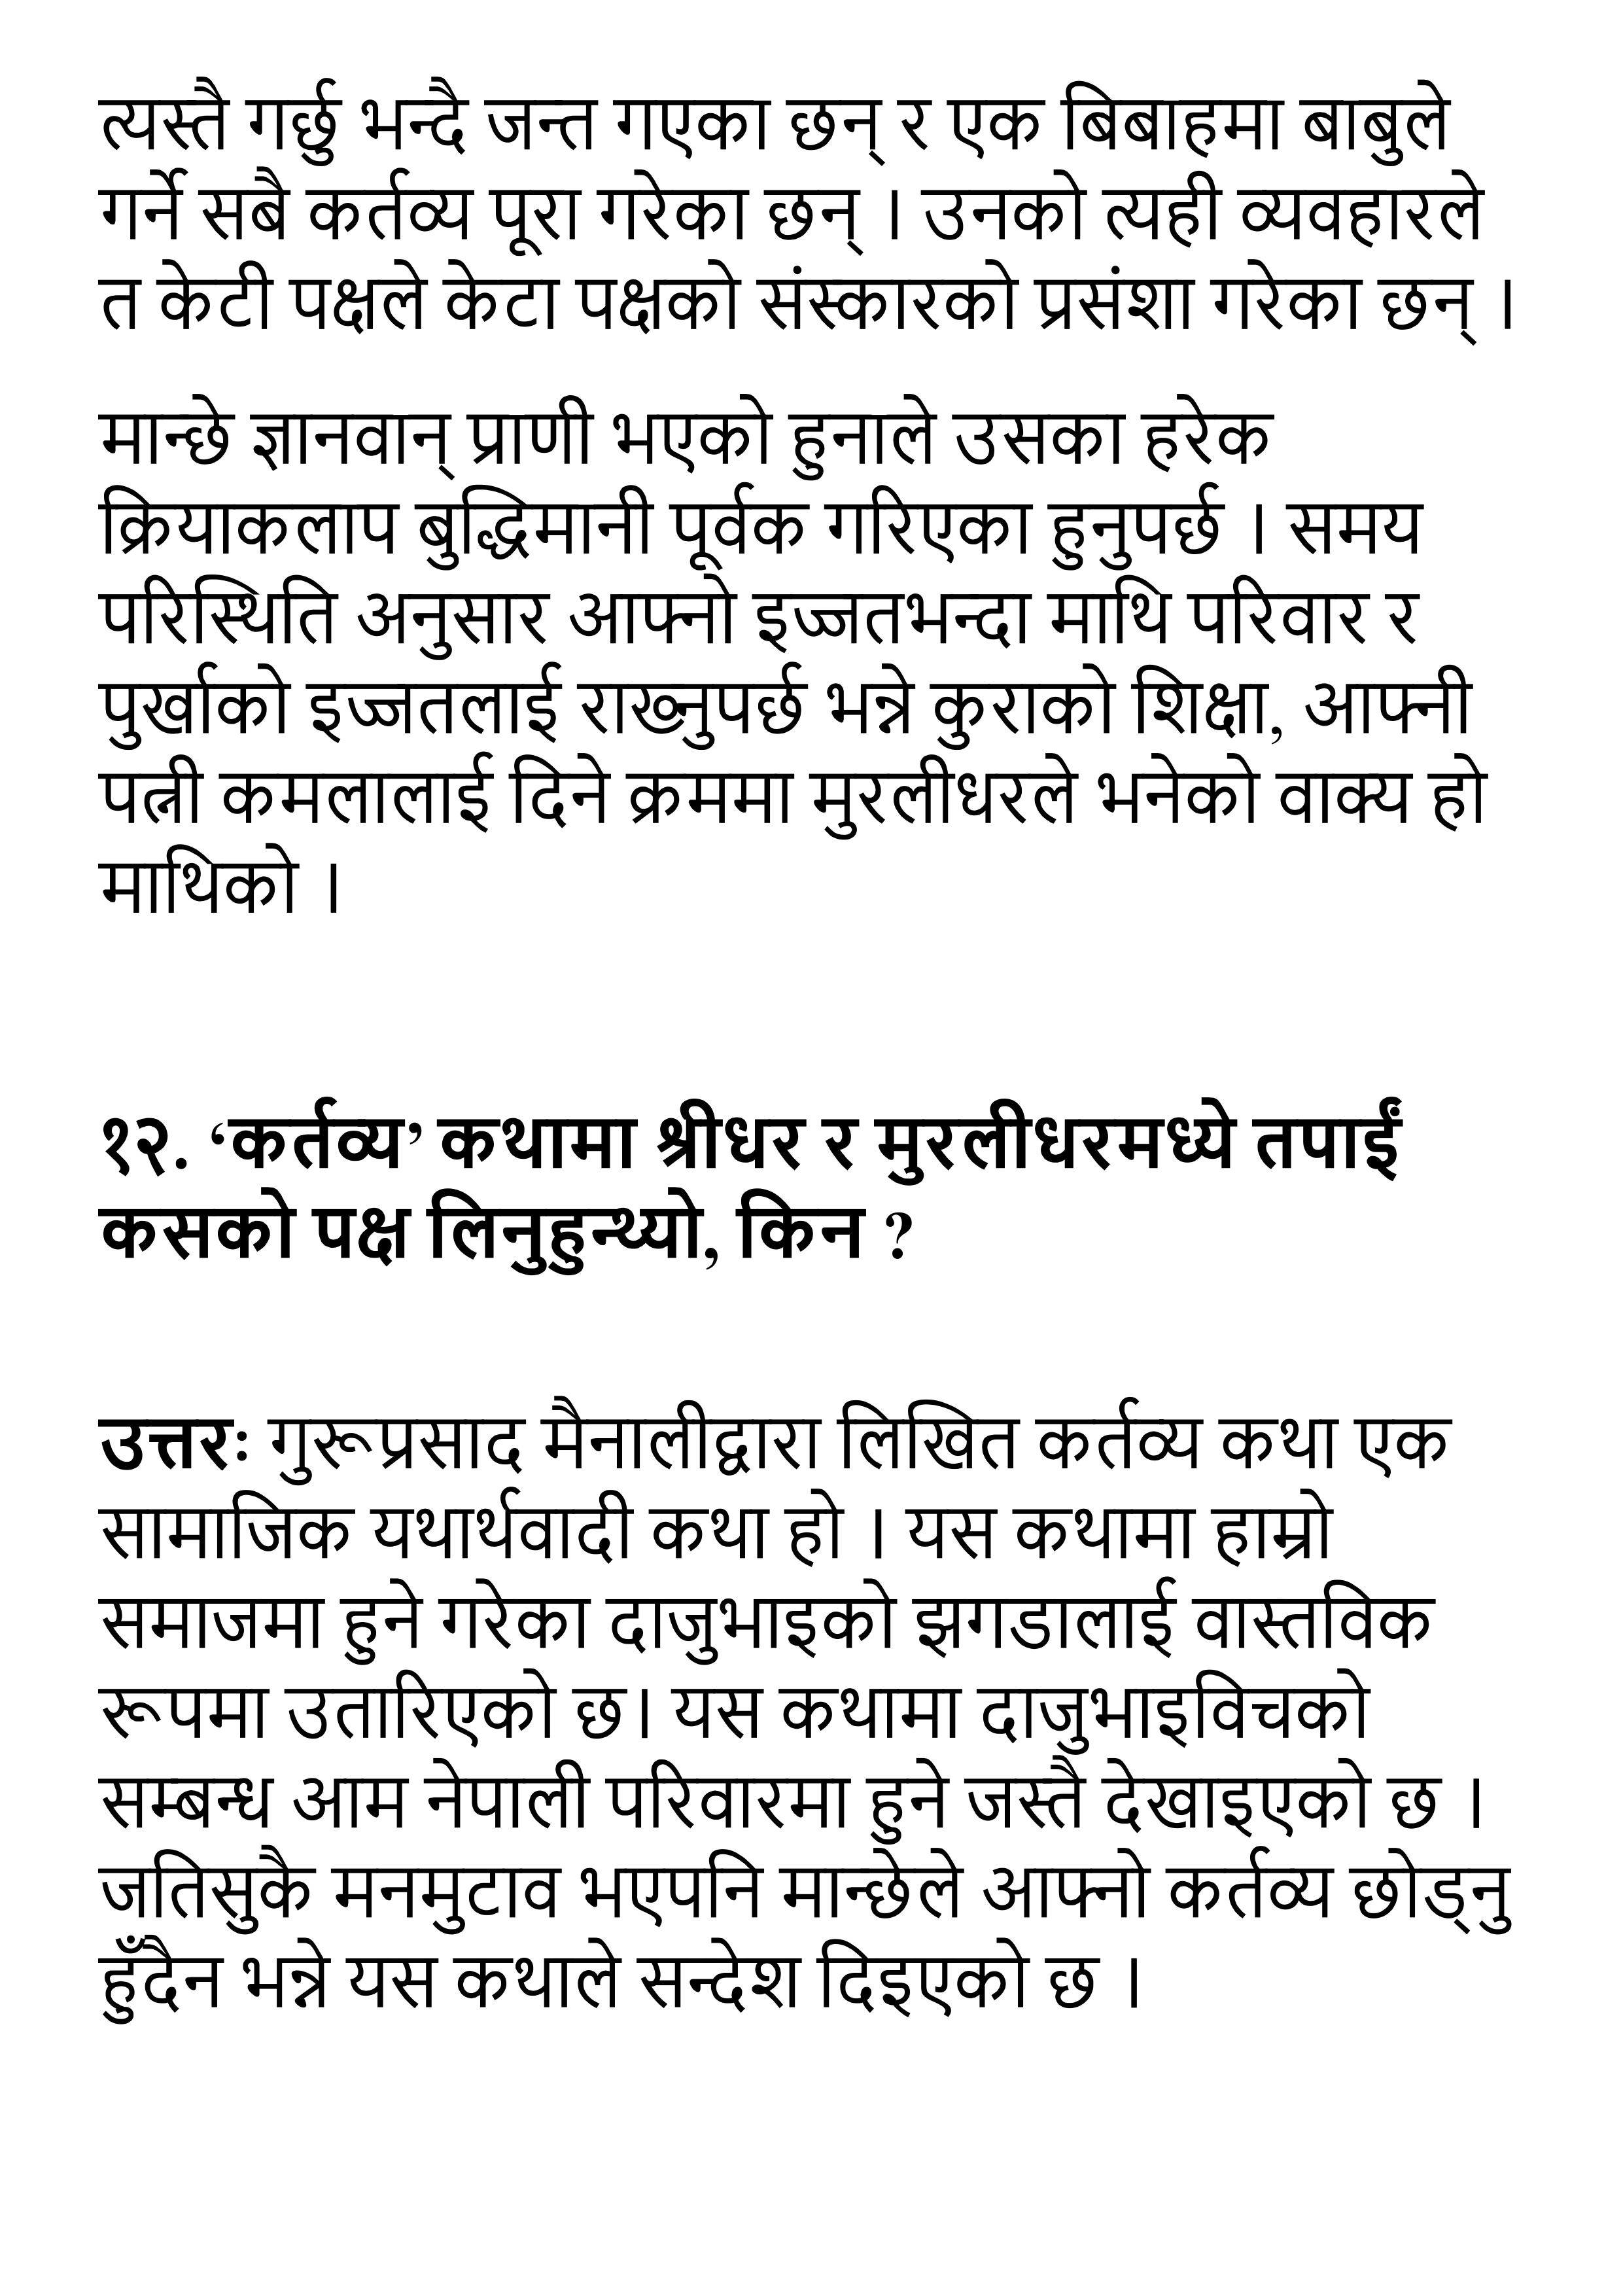 त्यस्तै गर्छु भन्दै जन्त गएका छन् र एक बिबाहमा बाबुले
गर्ने सबै कर्तव्य पूरा गरेका छन् । उनको त्यही व्यवहारले
त केटी पक्षले केटा पक्षको संस्कारको प्रसंशा गरेका छन् ।
मान्छे ज्ञानवान् प्राणी भएको हुनाले उसका हरेक
क्रियाकलाप बुद्धिमानी पूर्वक गरिएका हुनुपर्छ । समय
परिस्थिति अनुसार आफ्नो इज्जतभन्दा माथि परिवार र
पुर्खाको इज्जतलाई राख्नुपर्छ भन्ने कुराको शिक्षा, आफ्नी
पत्नी कमलालाई दिने क्रममा मुरलीधरले भनेको वाक्य हो
माथिको ।
१२. ‘कर्तव्य’ कथामा श्रीधर र मुरलीधरमध्ये तपाईं
कसको पक्ष लिनुहुन्थ्यो, किन ?
उत्तरः गुरूप्रसाद मैनालीद्वारा लिखित कर्तव्य कथा एक
सामाजिक यथार्थवादी कथा हो । यस कथामा हाम्रो
समाजमा हुने गरेका दाजुभाइको झगडालाई वास्तविक
रूपमा उतारिएको छ। यस कथामा दाजुभाइविचको
सम्बन्ध आम नेपाली परिवारमा हुने जस्तै देखाइएको छ ।
जतिसुकै मनमुटाव भएपनि मान्छेले आफ्नो कर्तव्य छोड्नु
हुँदैन भन्ने यस कथाले सन्देश दिइएको छ ।